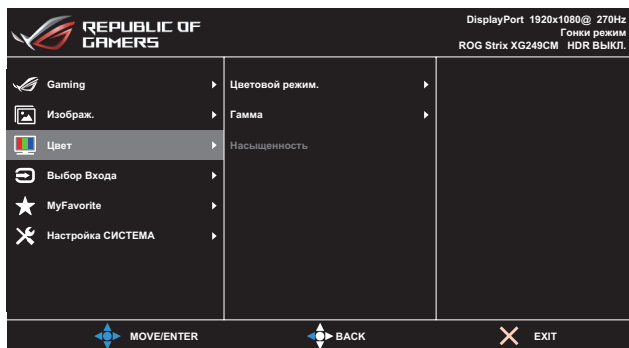 REPUBLIC OF
GAMERS
DisplayPort 1920x1080@ 270Hz
Гонки режим
ROG Strix XG249CM HDR ВЫКЛ.
Gaming
Изображ.
Цвет
Выбор Входа
MyFavorite
Настройка СИСТЕМА
Цветовой режим.
Гамма
Насыщенность
MOVE/ENTER
BACK
EXIT